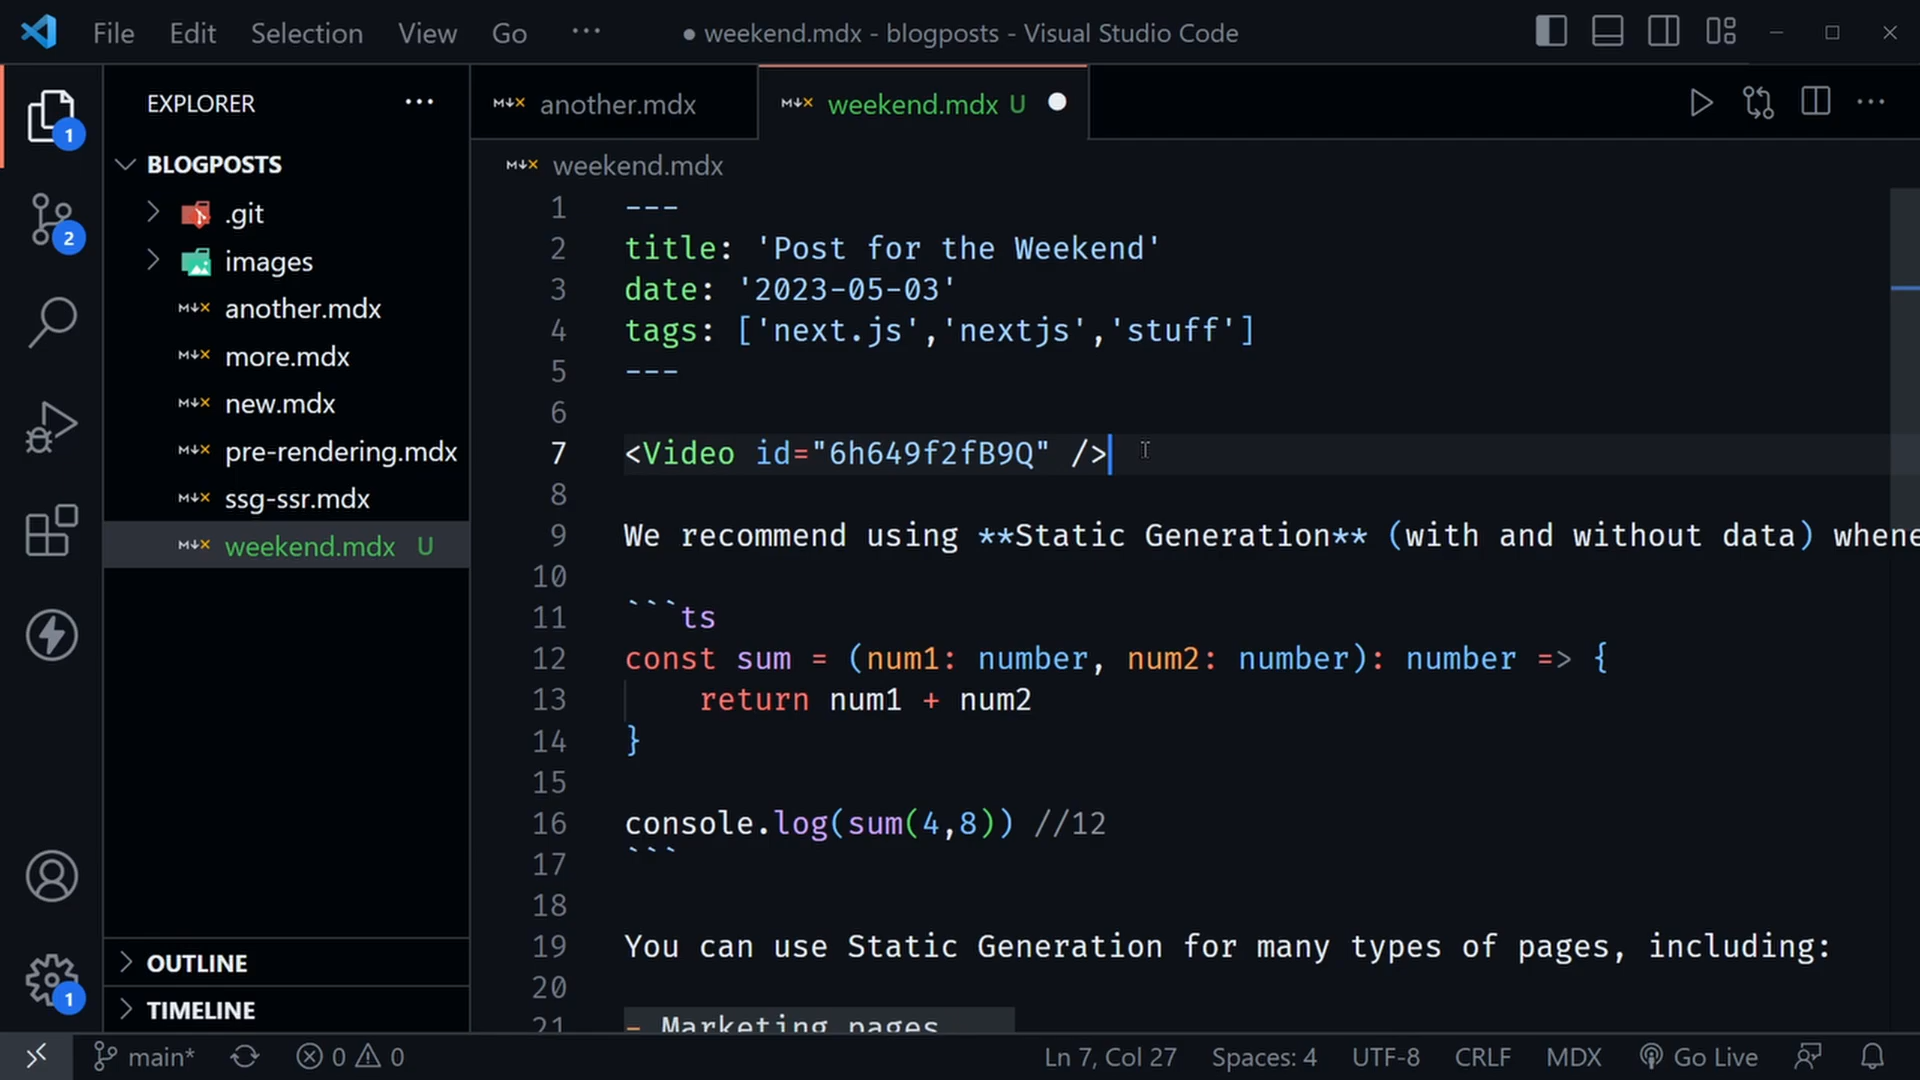 File Edit Selection View Go ··· ● weekend.mdx - blogposts - Visual Studio Code
EXPLORER ···
1
BLOGPOSTS
.git
2
images
another.mdx
more.mdx
new.mdx
pre-rendering.mdx
ssg-ssr.mdx
weekend.mdx U
OUTLINE
1
TIMELINE
another.mdx
weekend.mdx U
weekend.mdx
1 ---
2 title: 'Post for the Weekend'
3 date: '2023-05-03'
4 tags: ['next.js','nextjs','stuff']
5 ---
6
7 <Video id="6h649f2fB9Q" />
8
9 We recommend using **Static Generation** (with and without data) whene
10
11 ```ts
12 const sum = (num1: number, num2: number): number => {
13 return num1 + num2
14 }
15
16 console.log(sum(4,8)) //12
17 ```
18
19 You can use Static Generation for many types of pages, including:
20
21 - Marketing pages
main* 0 0 Ln 7, Col 27 Spaces: 4 UTF-8 CRLF MDX Go Live